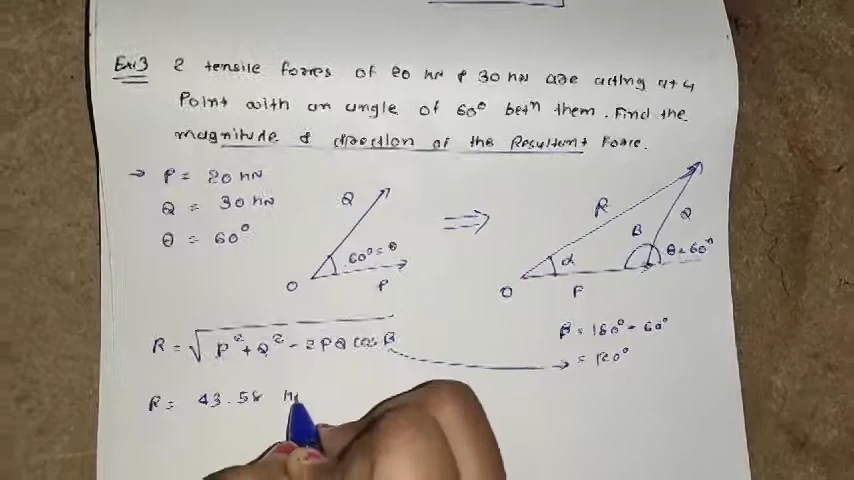 Ex:3 2 tensile forces of 20 kN & 30 kN are acting at a
Point with an angle of 60° betⁿ them. Find the
magnitude & direction of the Resultant Force.
→ P = 20 kN
Q = 30 kN
θ = 60°
Q
60° = θ
O
P
⇒
R
Q
B
α
θ = 60°
O
P
R = √P² + Q² - 2PQ cos B
β = 180° - 60°
= 120°
R = 43.58